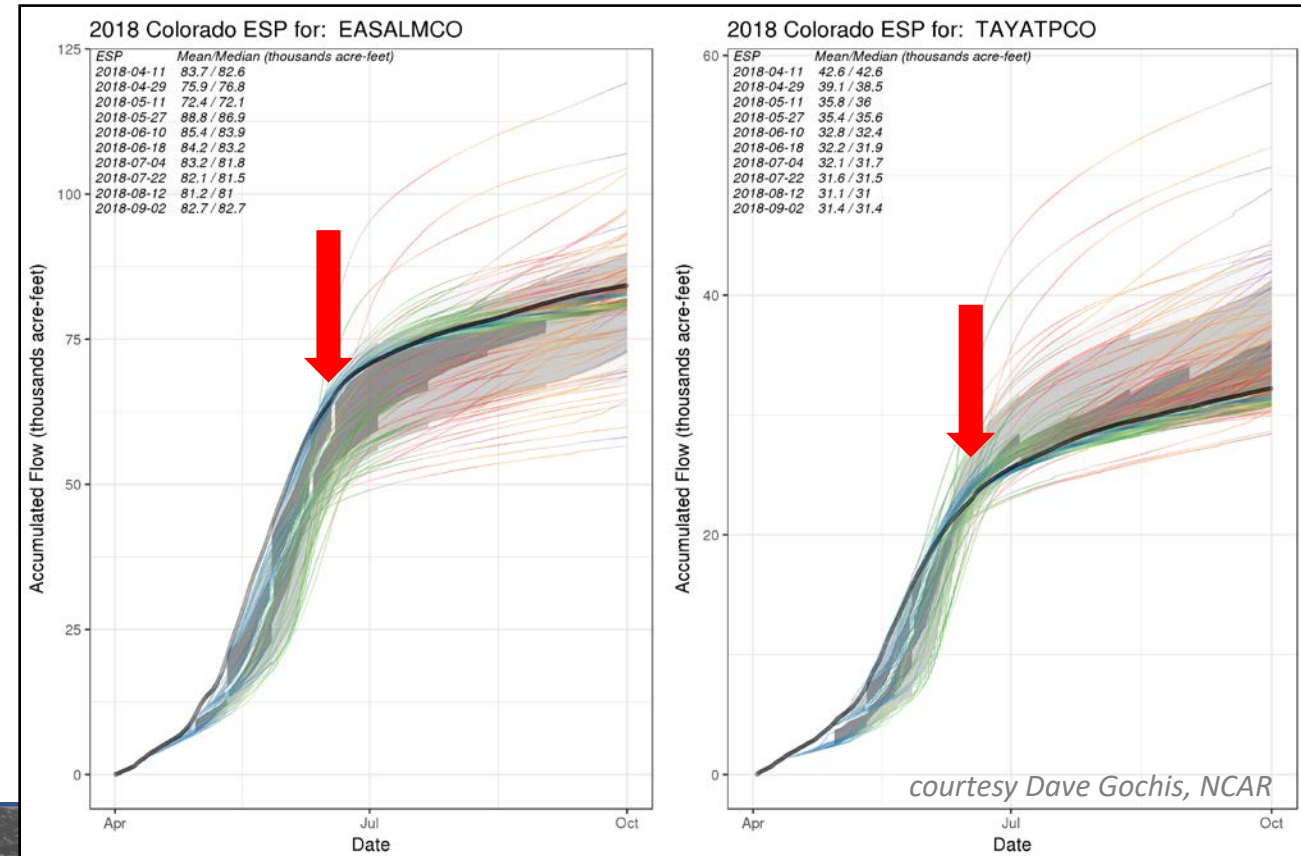 2018 Colorado ESP for: EASALMCO
125
100
75
50
25
0
Accumulated Flow (thousands acre-feet)
ESP Mean/Median (thousands acre-feet)
2018-04-11 83.7 / 82.6
2018-04-29 75.9 / 76.8
2018-05-11 72.4 / 72.1
2018-05-27 88.8 / 86.9
2018-06-10 85.4 / 83.9
2018-06-18 84.2 / 83.2
2018-07-04 83.2 / 81.8
2018-07-22 82.1 / 81.5
2018-08-12 81.2 / 81
2018-09-02 82.7 / 82.7
Apr Jul Oct
Date
2018 Colorado ESP for: TAYATPCO
60
40
20
0
Accumulated Flow (thousands acre-feet)
ESP Mean/Median (thousands acre-feet)
2018-04-11 42.6 / 42.6
2018-04-29 39.1 / 38.5
2018-05-11 35.8 / 36
2018-05-27 35.4 / 35.6
2018-06-10 32.8 / 32.4
2018-06-18 32.2 / 31.9
2018-07-04 32.1 / 31.7
2018-07-22 31.6 / 31.5
2018-08-12 31.1 / 31
2018-09-02 31.4 / 31.4
courtesy Dave Gochis, NCAR
Apr Jul Oct
Date